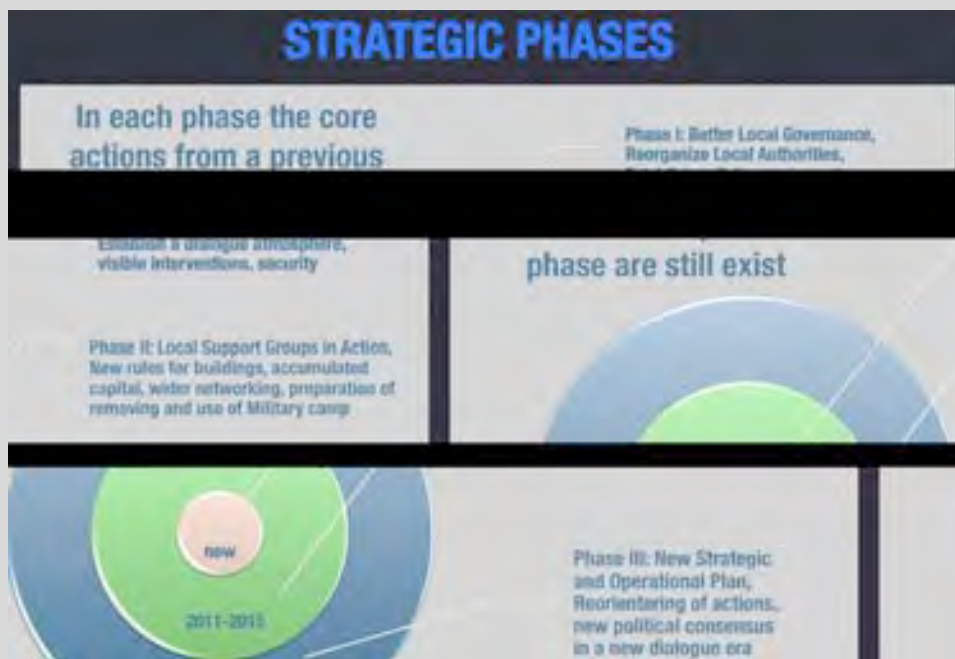 STRATEGIC PHASES
In each phase the core
actions from a previous
Phase I: Better Local Governance,
Reorganize Local Authorities,
Establish a dialogue atmosphere,
visible interventions, security
phase are still exist
Phase II: Local Support Groups in Action,
New rules for buildings, accumulated
capital, wider networking, preparation of
removing and use of Military camp
now
2011-2015
Phase III: New Strategic
and Operational Plan,
Reorientering of actions,
new political consensus
in a new dialogue era